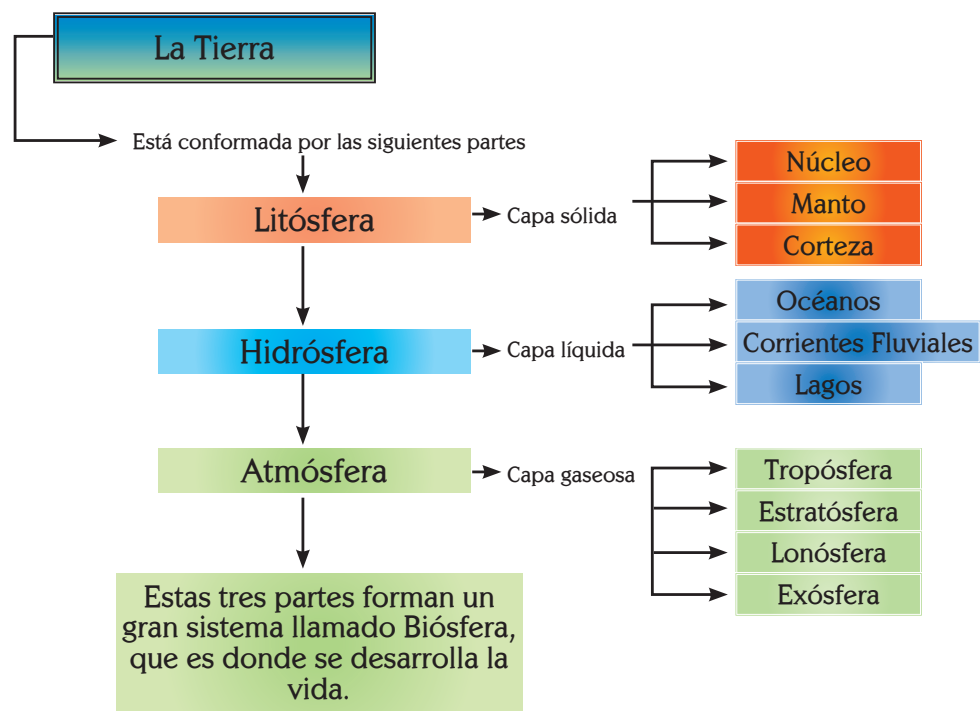 La Tierra
Está conformada por las siguientes partes
Litósfera
Capa sólida
Núcleo
Manto
Corteza
Hidrósfera
Capa líquida
Océanos
Corrientes Fluviales
Lagos
Atmósfera
Capa gaseosa
Tropósfera
Estratósfera
Lonósfera
Exósfera
Estas tres partes forman un
gran sistema llamado Biósfera,
que es donde se desarrolla la
vida.